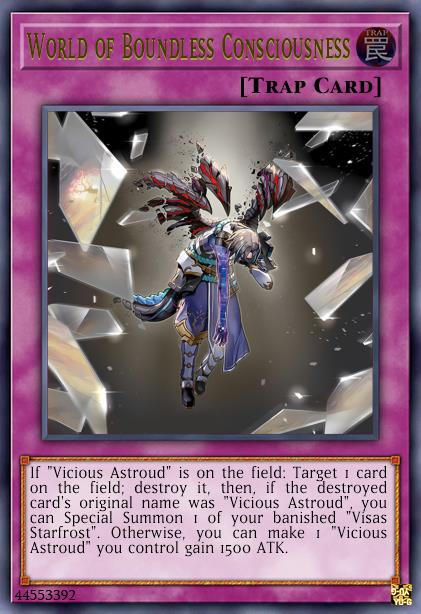 World of Boundless Consciousness
TRAP
罠
[Trap Card]
If "Vicious Astroud" is on the field: Target 1 card
on the field; destroy it, then, if the destroyed
card's original name was "Vicious Astroud", you
can Special Summon 1 of your banished "Visas
Starfrost". Otherwise, you can make 1 "Vicious
Astroud" you control gain 1500 ATK.
44553392